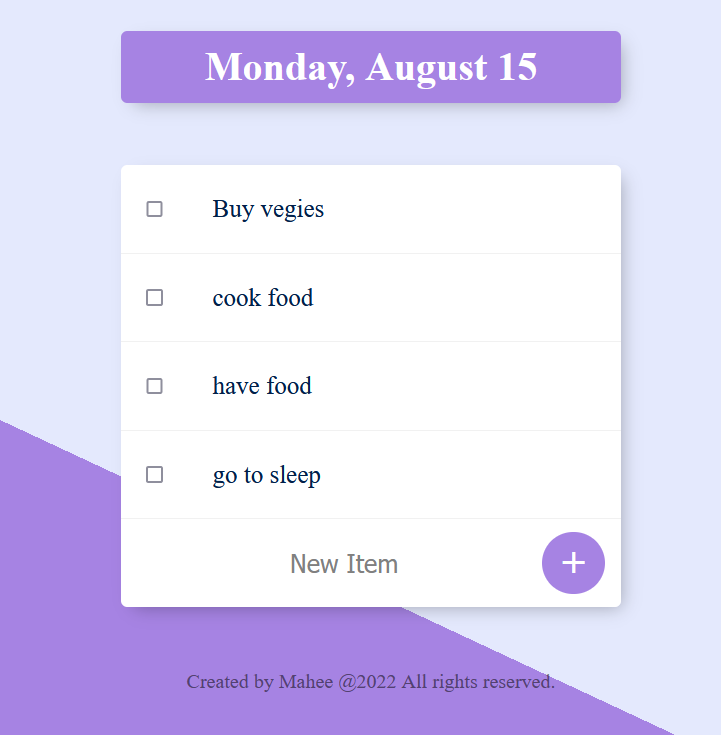 Monday, August 15
Buy vegies
cook food
have food
go to sleep
New Item
+
Created by Mahee @2022 All rights reserved.